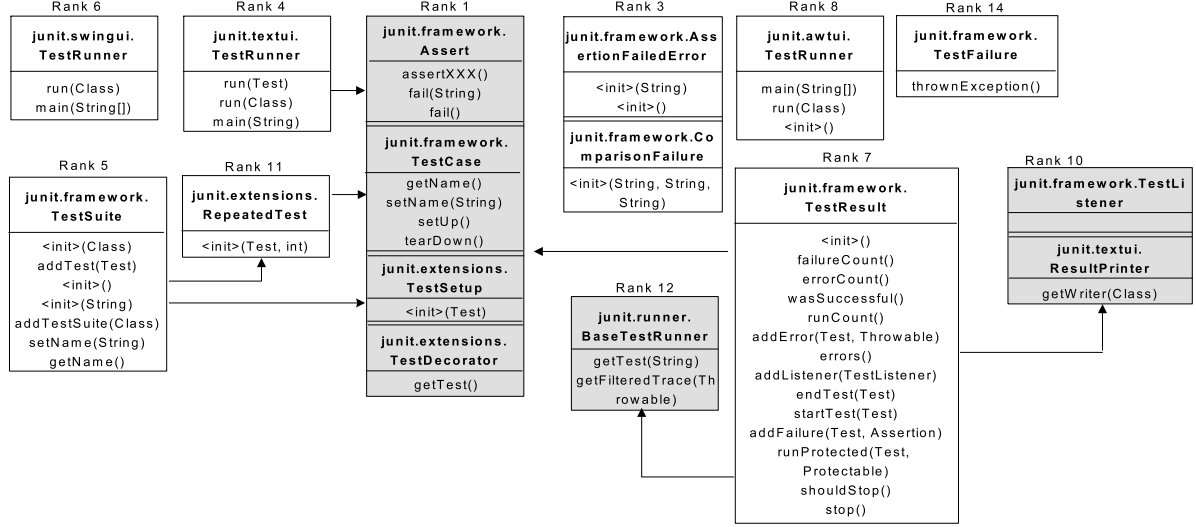 Rank 6
junit.swingui.
TestRunner
run(Class)
main(String[])
Rank 4
junit.textui.
TestRunner
run(Test)
run(Class)
main(String)
Rank 1
junit.framework.
Assert
assertXXX()
fail(String)
fail()
junit.framework.
TestCase
getName()
setName(String)
setUp()
tearDown()
junit.extensions.
TestSetup
<init>(Test)
junit.extensions.
TestDecorator
getTest()
Rank 3
junit.framework.Ass
ertionFailedError
<init>(String)
<init>()
junit.framework.Co
mparisonFailure
<init>(String, String,
String)
Rank 8
junit.awtui.
TestRunner
main(String[])
run(Class)
<init>()
Rank 14
junit.framework.
TestFailure
thrownException()
Rank 5
junit.framework.
TestSuite
<init>(Class)
addTest(Test)
<init>()
<init>(String)
addTestSuite(Class)
setName(String)
getName()
Rank 11
junit.extensions.
RepeatedTest
<init>(Test, int)
Rank 12
junit.runner.
BaseTestRunner
getTest(String)
getFilteredTrace(Th
rowable)
Rank 7
junit.framework.
TestResult
<init>()
failureCount()
errorCount()
wasSuccessful()
runCount()
addError(Test, Throwable)
errors()
addListener(TestListener)
endTest(Test)
startTest(Test)
addFailure(Test, Assertion)
runProtected(Test,
Protectable)
shouldStop()
stop()
Rank 10
junit.framework.TestLi
stener
junit.textui.
ResultPrinter
getWriter(Class)